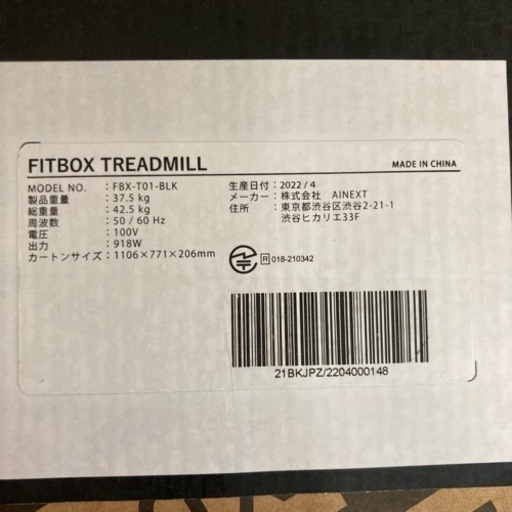 FITBOX TREADMILL
MADE IN CHINA
MODEL NO. : FBX-T01-BLK
製品重量 : 37.5 kg
総重量 : 42.5 kg
周波数 : 50 / 60 Hz
電圧 : 100V
出力 : 918W
カートンサイズ : 1106×771×206mm
生産日付 : 2022 / 4
メーカー : 株式会社 AINEXT
住所 : 東京都渋谷区渋谷2-21-1
渋谷ヒカリエ33F
R 018-210342
21BKJPZ/2204000148